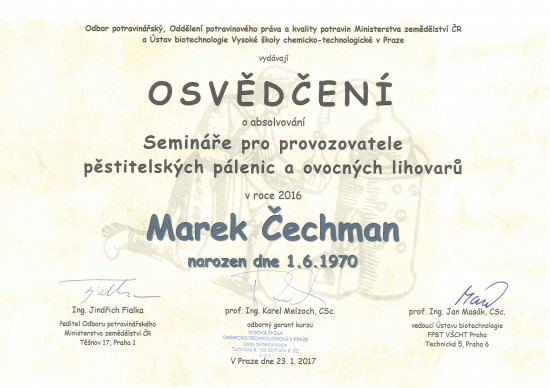 Odbor potravinářský, Oddělení potravinového práva a kvality potravin Ministerstva zemědělství ČR
a Ústav biotechnologie Vysoké školy chemicko-technologické v Praze
vydávají
OSVĚDČENÍ
o absolvování
Semináře pro provozovatele
pěstitelských pálenic a ovocných lihovarů
v roce 2016
Marek Čechman
narozen dne 1.6.1970
Ing. Jindřich Fialka
ředitel Odboru potravinářského
Ministerstvo zemědělství ČR
Těšnov 17, Praha 1
prof. Ing. Karel Melzoch, CSc.
odborný garant kurzu
VYSOKÁ ŠKOLA
CHEMICKO-TECHNOLOGICKÁ V PRAZE
Ústav biotechnologie
prof. Ing. Jan Masák, CSc.
vedoucí Ústavu biotechnologie
FPBT VŠCHT Praha
Technická 5, Praha 6
V Praze dne 23. 1. 2017